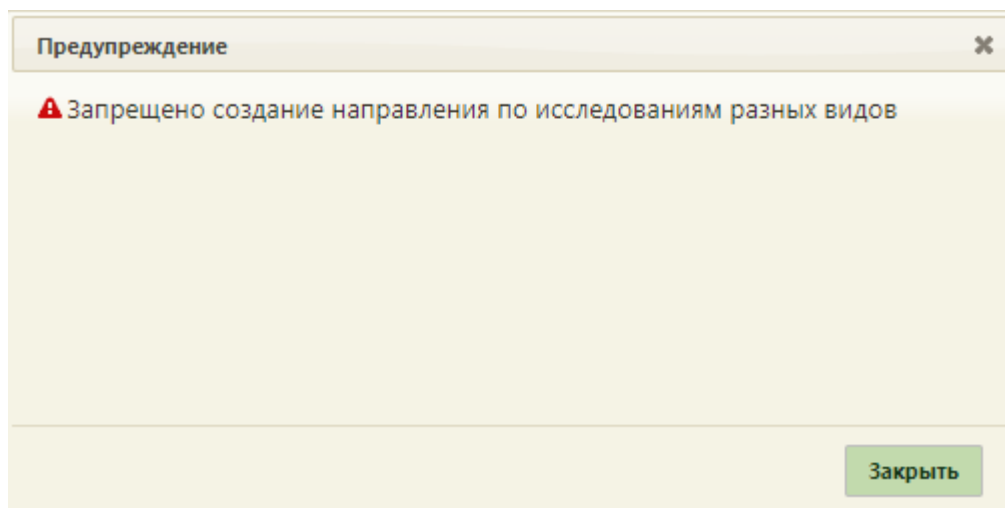 Предупреждение
Запрещено создание направления по исследованиям разных видов
Закрыть